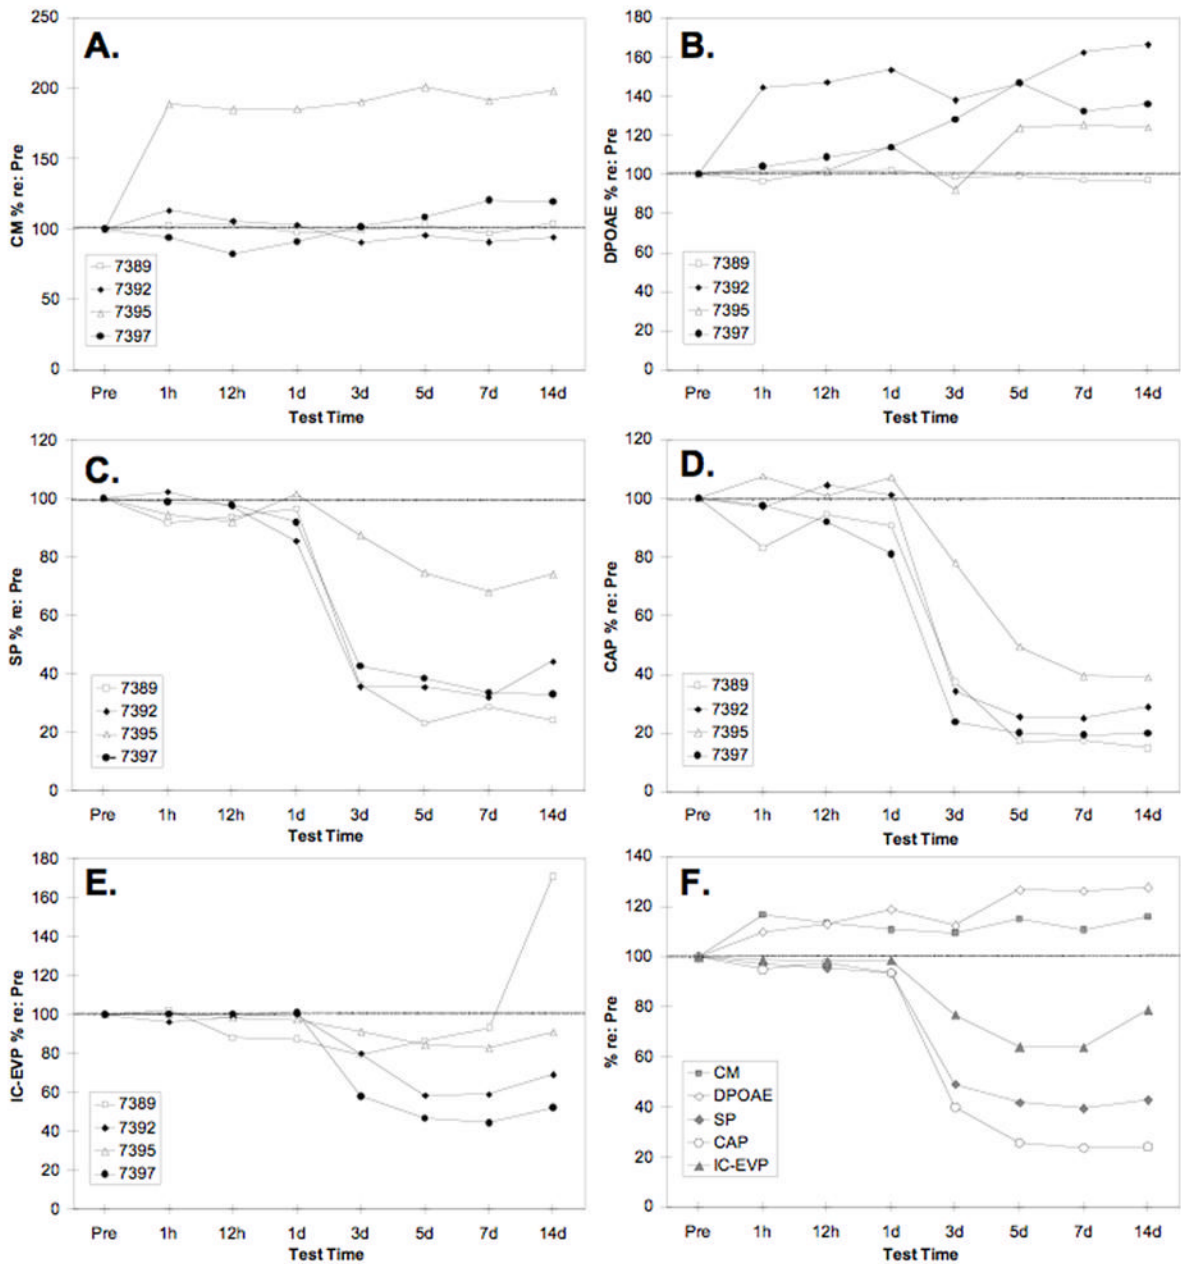 A.
CM % re: Pre
250
200
150
100
50
0
7389
7392
7395
7397
Pre 1h 12h 1d 3d 5d 7d 14d
Test Time
B.
DPOAE % re: Pre
180
160
140
120
100
80
60
40
20
0
7389
7392
7395
7397
Pre 1h 12h 1d 3d 5d 7d 14d
Test Time
C.
SP % re: Pre
120
100
80
60
40
20
0
7389
7392
7395
7397
Pre 1h 12h 1d 3d 5d 7d 14d
Test Time
D.
CAP % re: Pre
120
100
80
60
40
20
0
7389
7392
7395
7397
Pre 1h 12h 1d 3d 5d 7d 14d
Test Time
E.
IC-EVP % re: Pre
180
160
140
120
100
80
60
40
20
0
7389
7392
7395
7397
Pre 1h 12h 1d 3d 5d 7d 14d
Test Time
F.
% re: Pre
140
120
100
80
60
40
20
0
CM
DPOAE
SP
CAP
IC-EVP
Pre 1h 12h 1d 3d 5d 7d 14d
Test Time